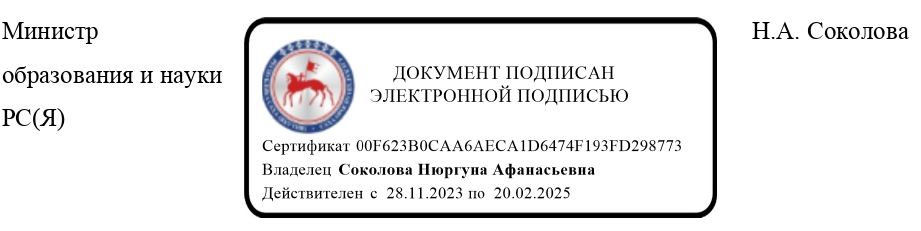 Министр
образования и науки
РС(Я)
ДОКУМЕНТ ПОДПИСАН
ЭЛЕКТРОННОЙ ПОДПИСЬЮ
Сертификат 00F623B0CAA6AECA1D6474F193FD298773
Владелец Соколова Нюргуна Афанасьевна
Действителен с 28.11.2023 по 20.02.2025
Н.А. Соколова